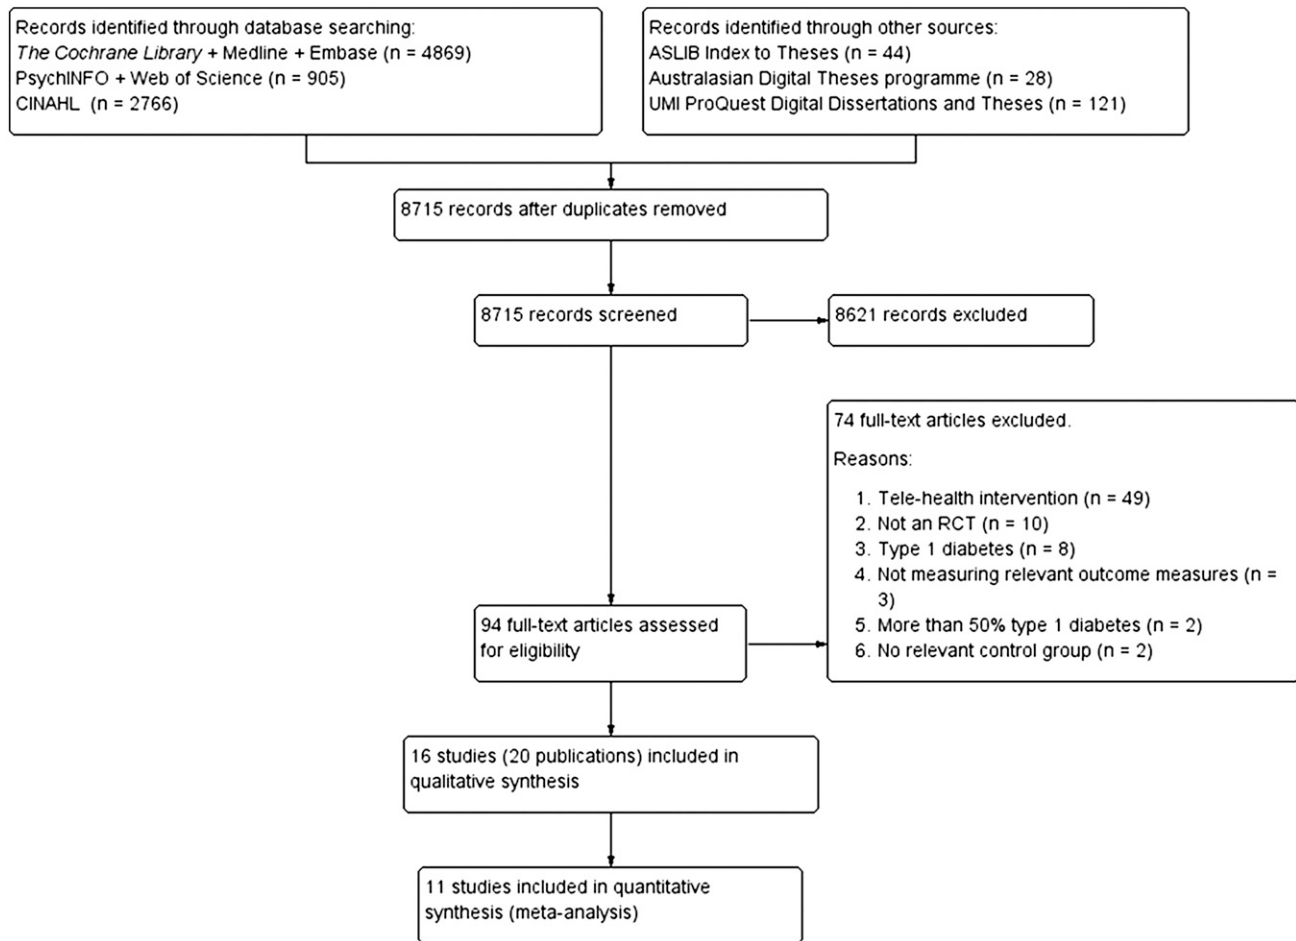 Records identified through database searching:
The Cochrane Library + Medline + Embase (n = 4869)
PsychINFO + Web of Science (n = 905)
CINAHL (n = 2766)
Records identified through other sources:
ASLIB Index to Theses (n = 44)
Australasian Digital Theses programme (n = 28)
UMI ProQuest Digital Dissertations and Theses (n = 121)
8715 records after duplicates removed
8715 records screened
8621 records excluded
94 full-text articles assessed
for eligibility
74 full-text articles excluded.
Reasons:
1. Tele-health intervention (n = 49)
2. Not an RCT (n = 10)
3. Type 1 diabetes (n = 8)
4. Not measuring relevant outcome measures (n =
3)
5. More than 50% type 1 diabetes (n = 2)
6. No relevant control group (n = 2)
16 studies (20 publications) included in
qualitative synthesis
11 studies included in quantitative
synthesis (meta-analysis)